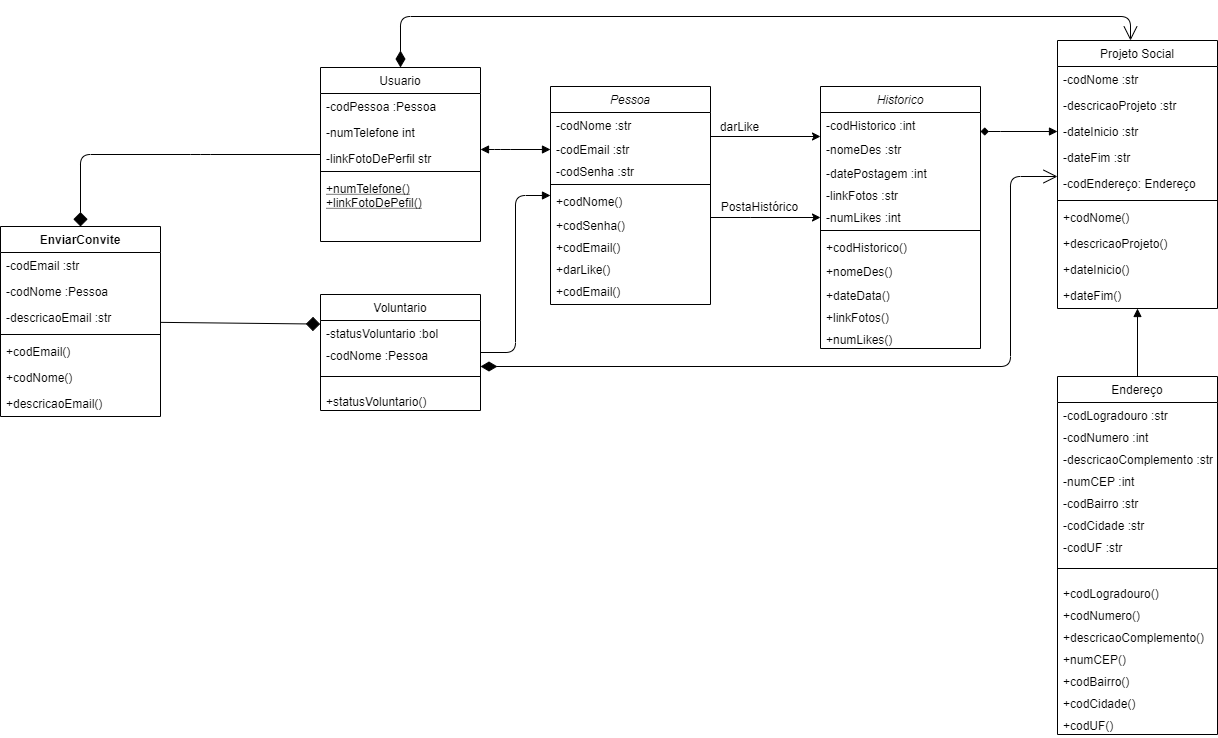 Usuario
-codPessoa :Pessoa
-numTelefone int
-linkFotoDePerfil str
+numTelefone()
+linkFotoDePefil()
Pessoa
-codNome :str
-codEmail :str
-codSenha :str
+codNome()
+codSenha()
+codEmail()
+darLike()
+codEmail()
darLike
PostaHistórico
Historico
-codHistorico :int
-nomeDes :str
-datePostagem :int
-linkFotos :str
-numLikes :int
+codHistorico()
+nomeDes()
+dateData()
+linkFotos()
+numLikes()
Projeto Social
-codNome :str
-descricaoProjeto :str
-dateInicio :str
-dateFim :str
-codEndereço: Endereço
+codNome()
+descricaoProjeto()
+dateInicio()
+dateFim()
EnviarConvite
-codEmail :str
-codNome :Pessoa
-descricaoEmail :str
+codEmail()
+codNome()
+descricaoEmail()
Voluntario
-statusVoluntario :bol
-codNome :Pessoa
+statusVoluntario()
Endereço
-codLogradouro :str
-codNumero :int
-descricaoComplemento :str
-numCEP :int
-codBairro :str
-codCidade :str
-codUF :str
+codLogradouro()
+codNumero()
+descricaoComplemento()
+numCEP()
+codBairro()
+codCidade()
+codUF()